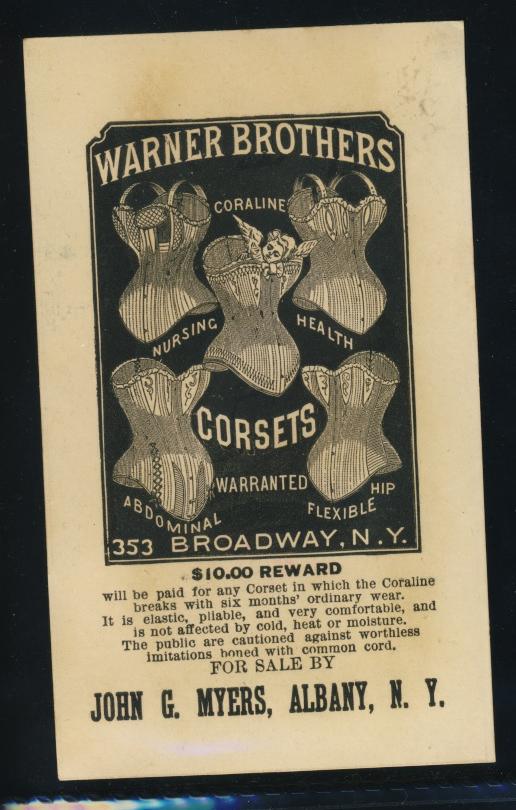 WARNER BROTHERS
CORALINE
NURSING
HEALTH
CORSETS
WARRANTED
ABDOMINAL
FLEXIBLE HIP
353 BROADWAY, N.Y.
$10.00 REWARD
will be paid for any Corset in which the Coraline
breaks with six months' ordinary wear.
It is elastic, pliable, and very comfortable, and
is not affected by cold, heat or moisture.
The public are cautioned against worthless
imitations boned with common cord.
FOR SALE BY
JOHN G. MYERS, ALBANY, N. Y.